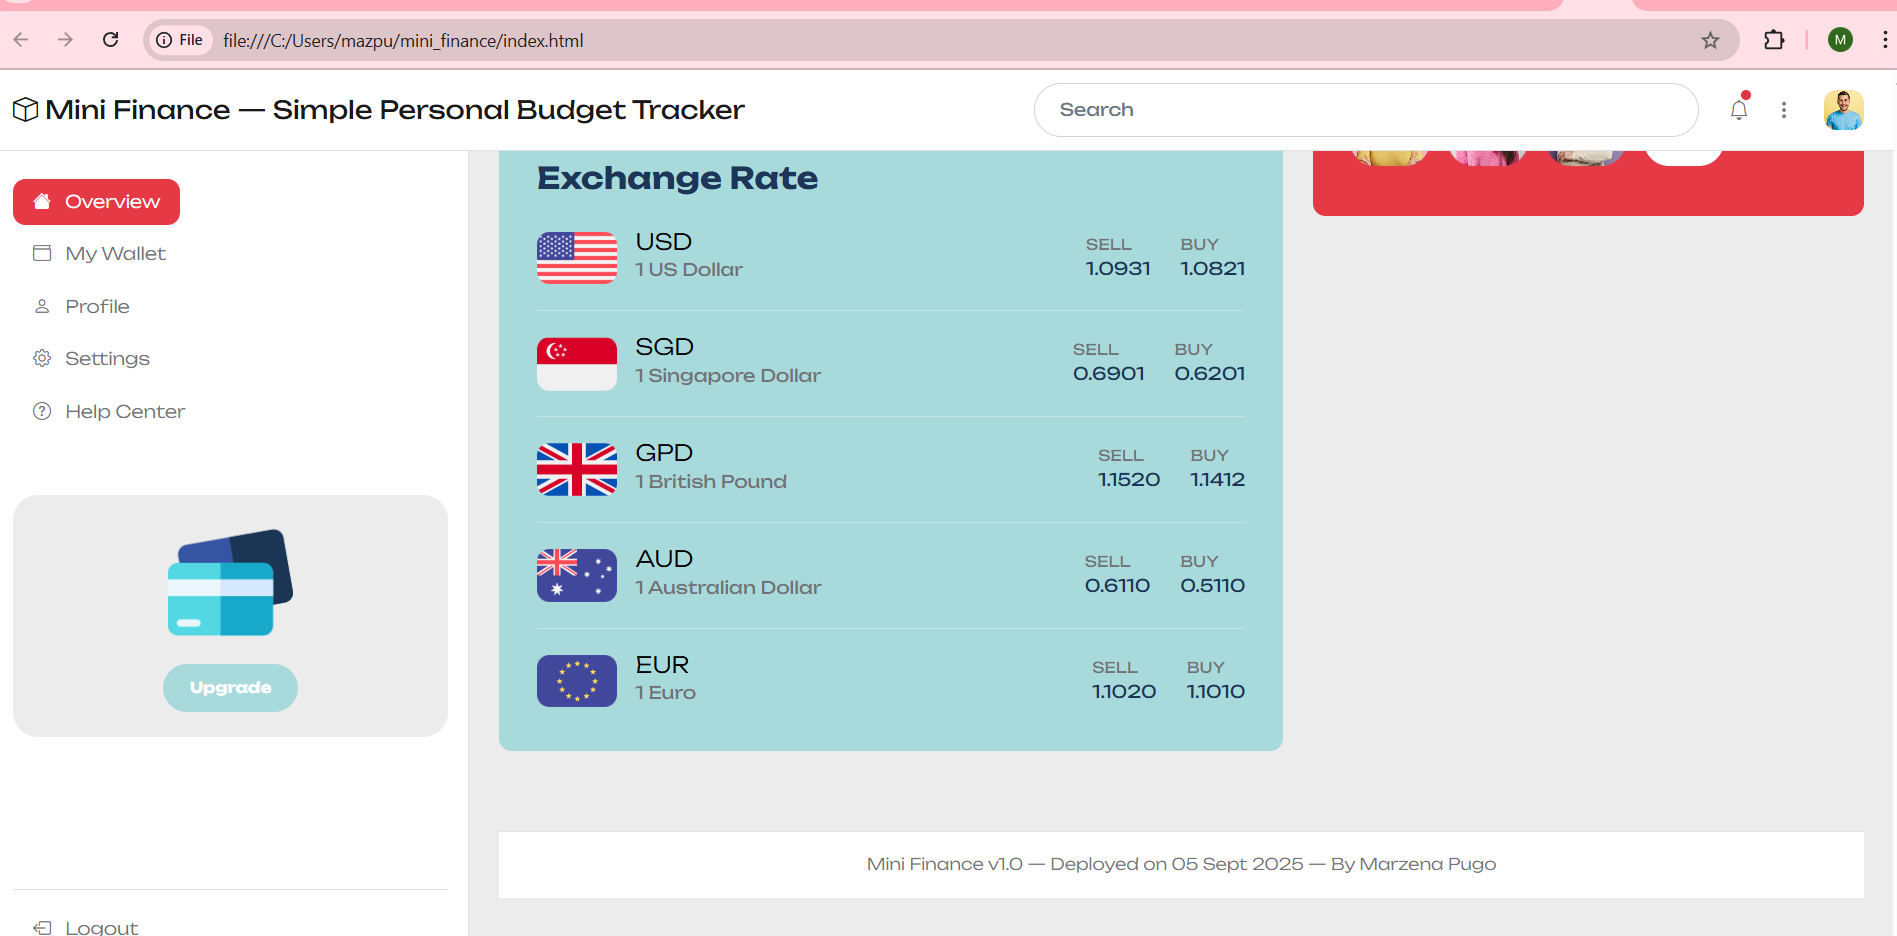 File file:///C:/Users/mazpu/mini_finance/index.html
M
Mini Finance — Simple Personal Budget Tracker
Search
Overview
My Wallet
Profile
Settings
Help Center
Upgrade
Logout
Exchange Rate
USD
1 US Dollar
SELL
1.0931
BUY
1.0821
SGD
1 Singapore Dollar
SELL
0.6901
BUY
0.6201
GPD
1 British Pound
SELL
1.1520
BUY
1.1412
AUD
1 Australian Dollar
SELL
0.6110
BUY
0.5110
EUR
1 Euro
SELL
1.1020
BUY
1.1010
Mini Finance v1.0 — Deployed on 05 Sept 2025 — By Marzena Pugo